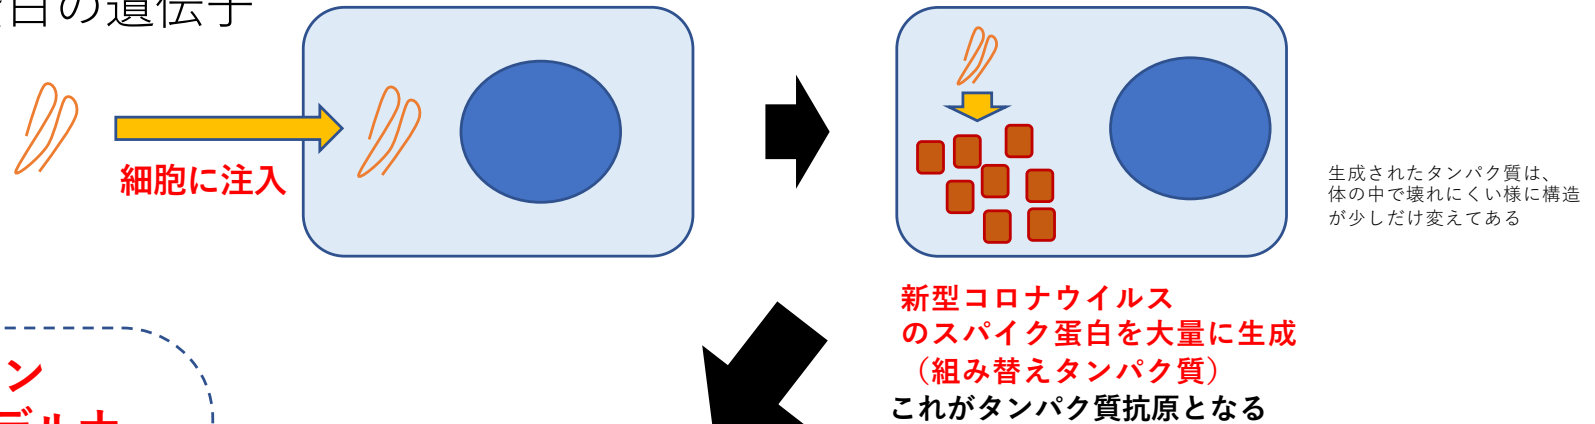 蛋白の遺伝子
細胞に注入
生成されたタンパク質は、
体の中で壊れにくい様に構造
が少しだけ変えてある
新型コロナウイルス
のスパイク蛋白を大量に生成
（組み替えタンパク質）
これがタンパク質抗原となる
ン
デルナ